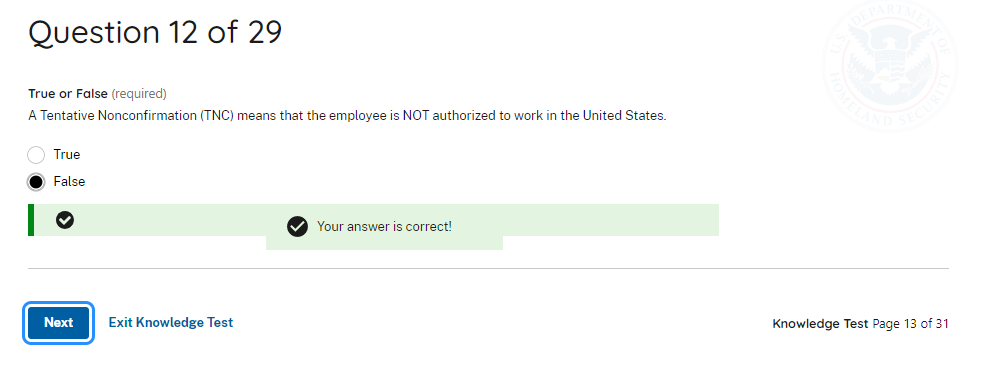 Question 12 of 29
U.S. DEPARTMENT OF HOMELAND SECURITY
True or False (required)
A Tentative Nonconfirmation (TNC) means that the employee is NOT authorized to work in the United States.
True
False
Your answer is correct!
Next
Exit Knowledge Test
Knowledge Test Page 13 of 31